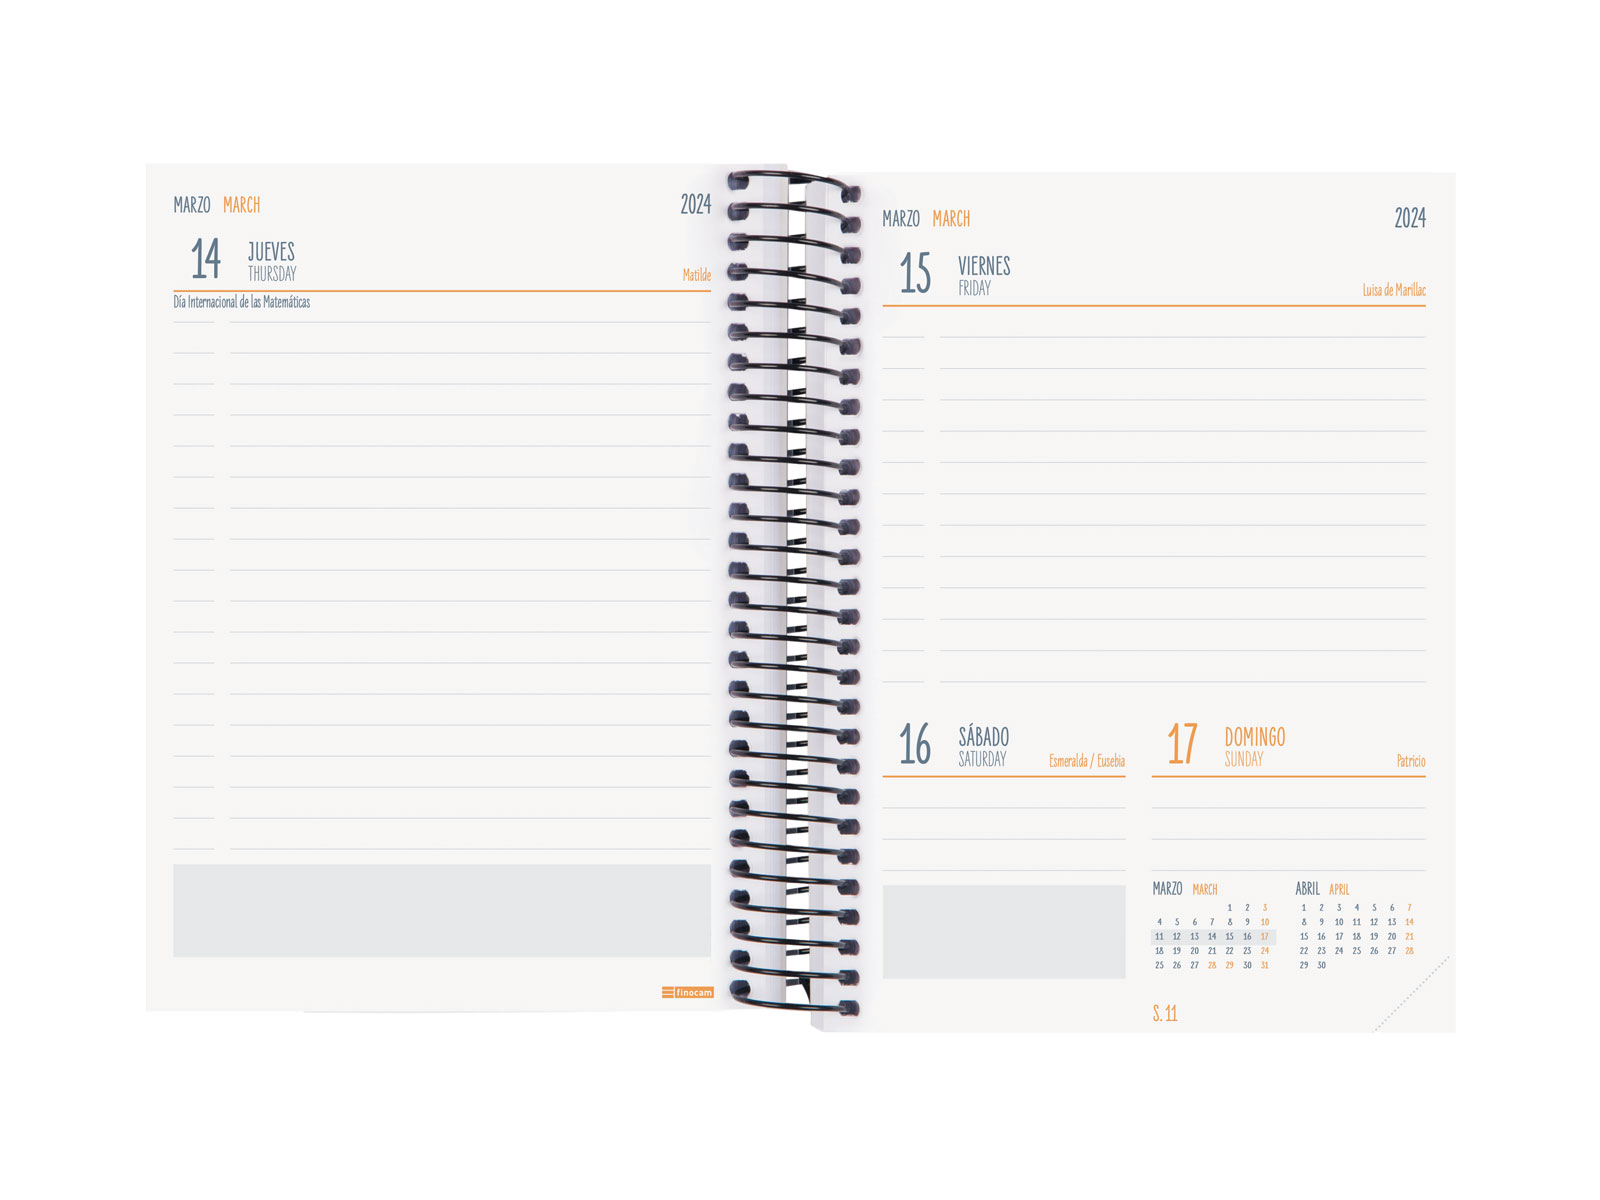 MARZO MARCH 2024
14 JUEVES
THURSDAY Matilde
Día Internacional de las Matemáticas
finocam
MARZO MARCH 2024
15 VIERNES
FRIDAY Luisa de Marillac
16 SÁBADO
SATURDAY Esmeralda / Eusebia
17 DOMINGO
SUNDAY Patricio
MARZO MARCH
1 2 3
4 5 6 7 8 9 10
11 12 13 14 15 16 17
18 19 20 21 22 23 24
25 26 27 28 29 30 31
ABRIL APRIL
1 2 3 4 5 6 7
8 9 10 11 12 13 14
15 16 17 18 19 20 21
22 23 24 25 26 27 28
29 30
S. 11